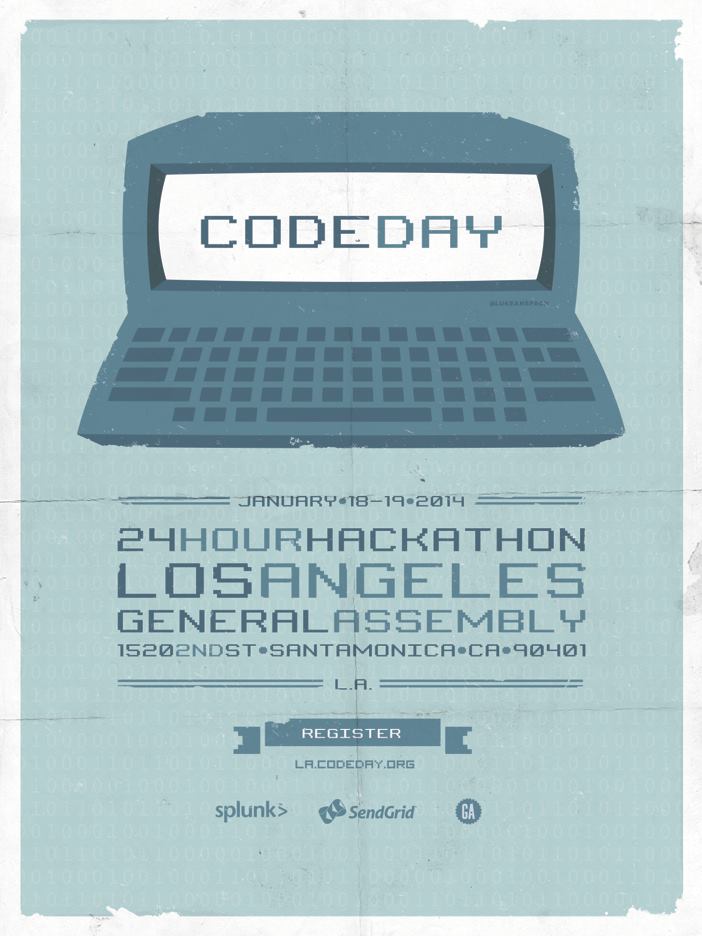 CODEDAY
JANUARY•18-19•2014
24HOURHACKATHON
LOSANGELES
GENERALASSEMBLY
15202NDST•SANTAMONICA•CA•90401
L.A.
REGISTER
LA.CODEDAY.ORG
splunk> SendGrid GA